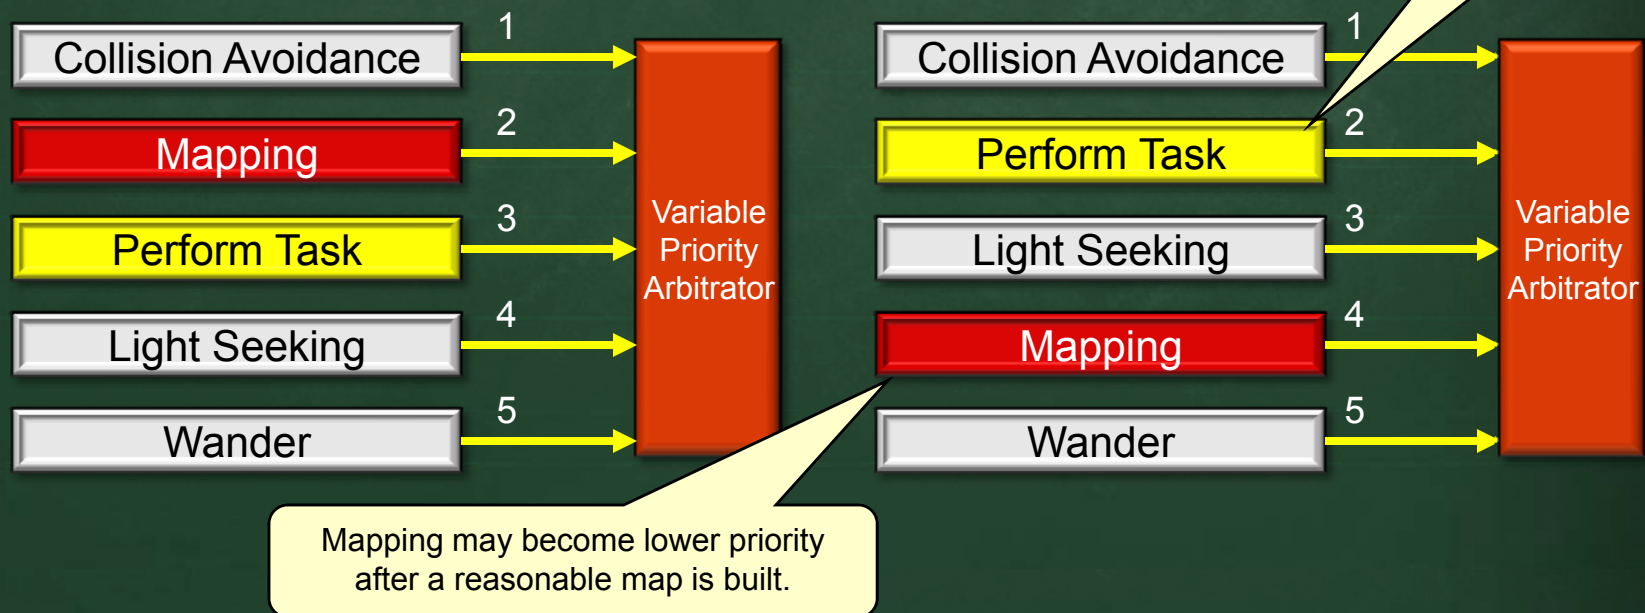 Collision Avoidance
1
Mapping
2
Perform Task
3
Light Seeking
4
Wander
5
Variable
Priority
Arbitrator
Collision Avoidance
1
Perform Task
2
Light Seeking
3
Mapping
4
Wander
5
Variable
Priority
Arbitrator
Mapping may become lower priority
after a reasonable map is built.